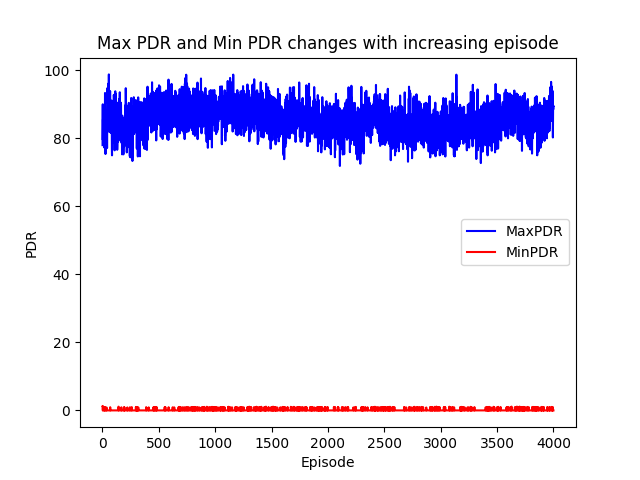 Max PDR and Min PDR changes with increasing episode
100
80
60
40
20
0
PDR
MaxPDR
MinPDR
0 500 1000 1500 2000 2500 3000 3500 4000
Episode